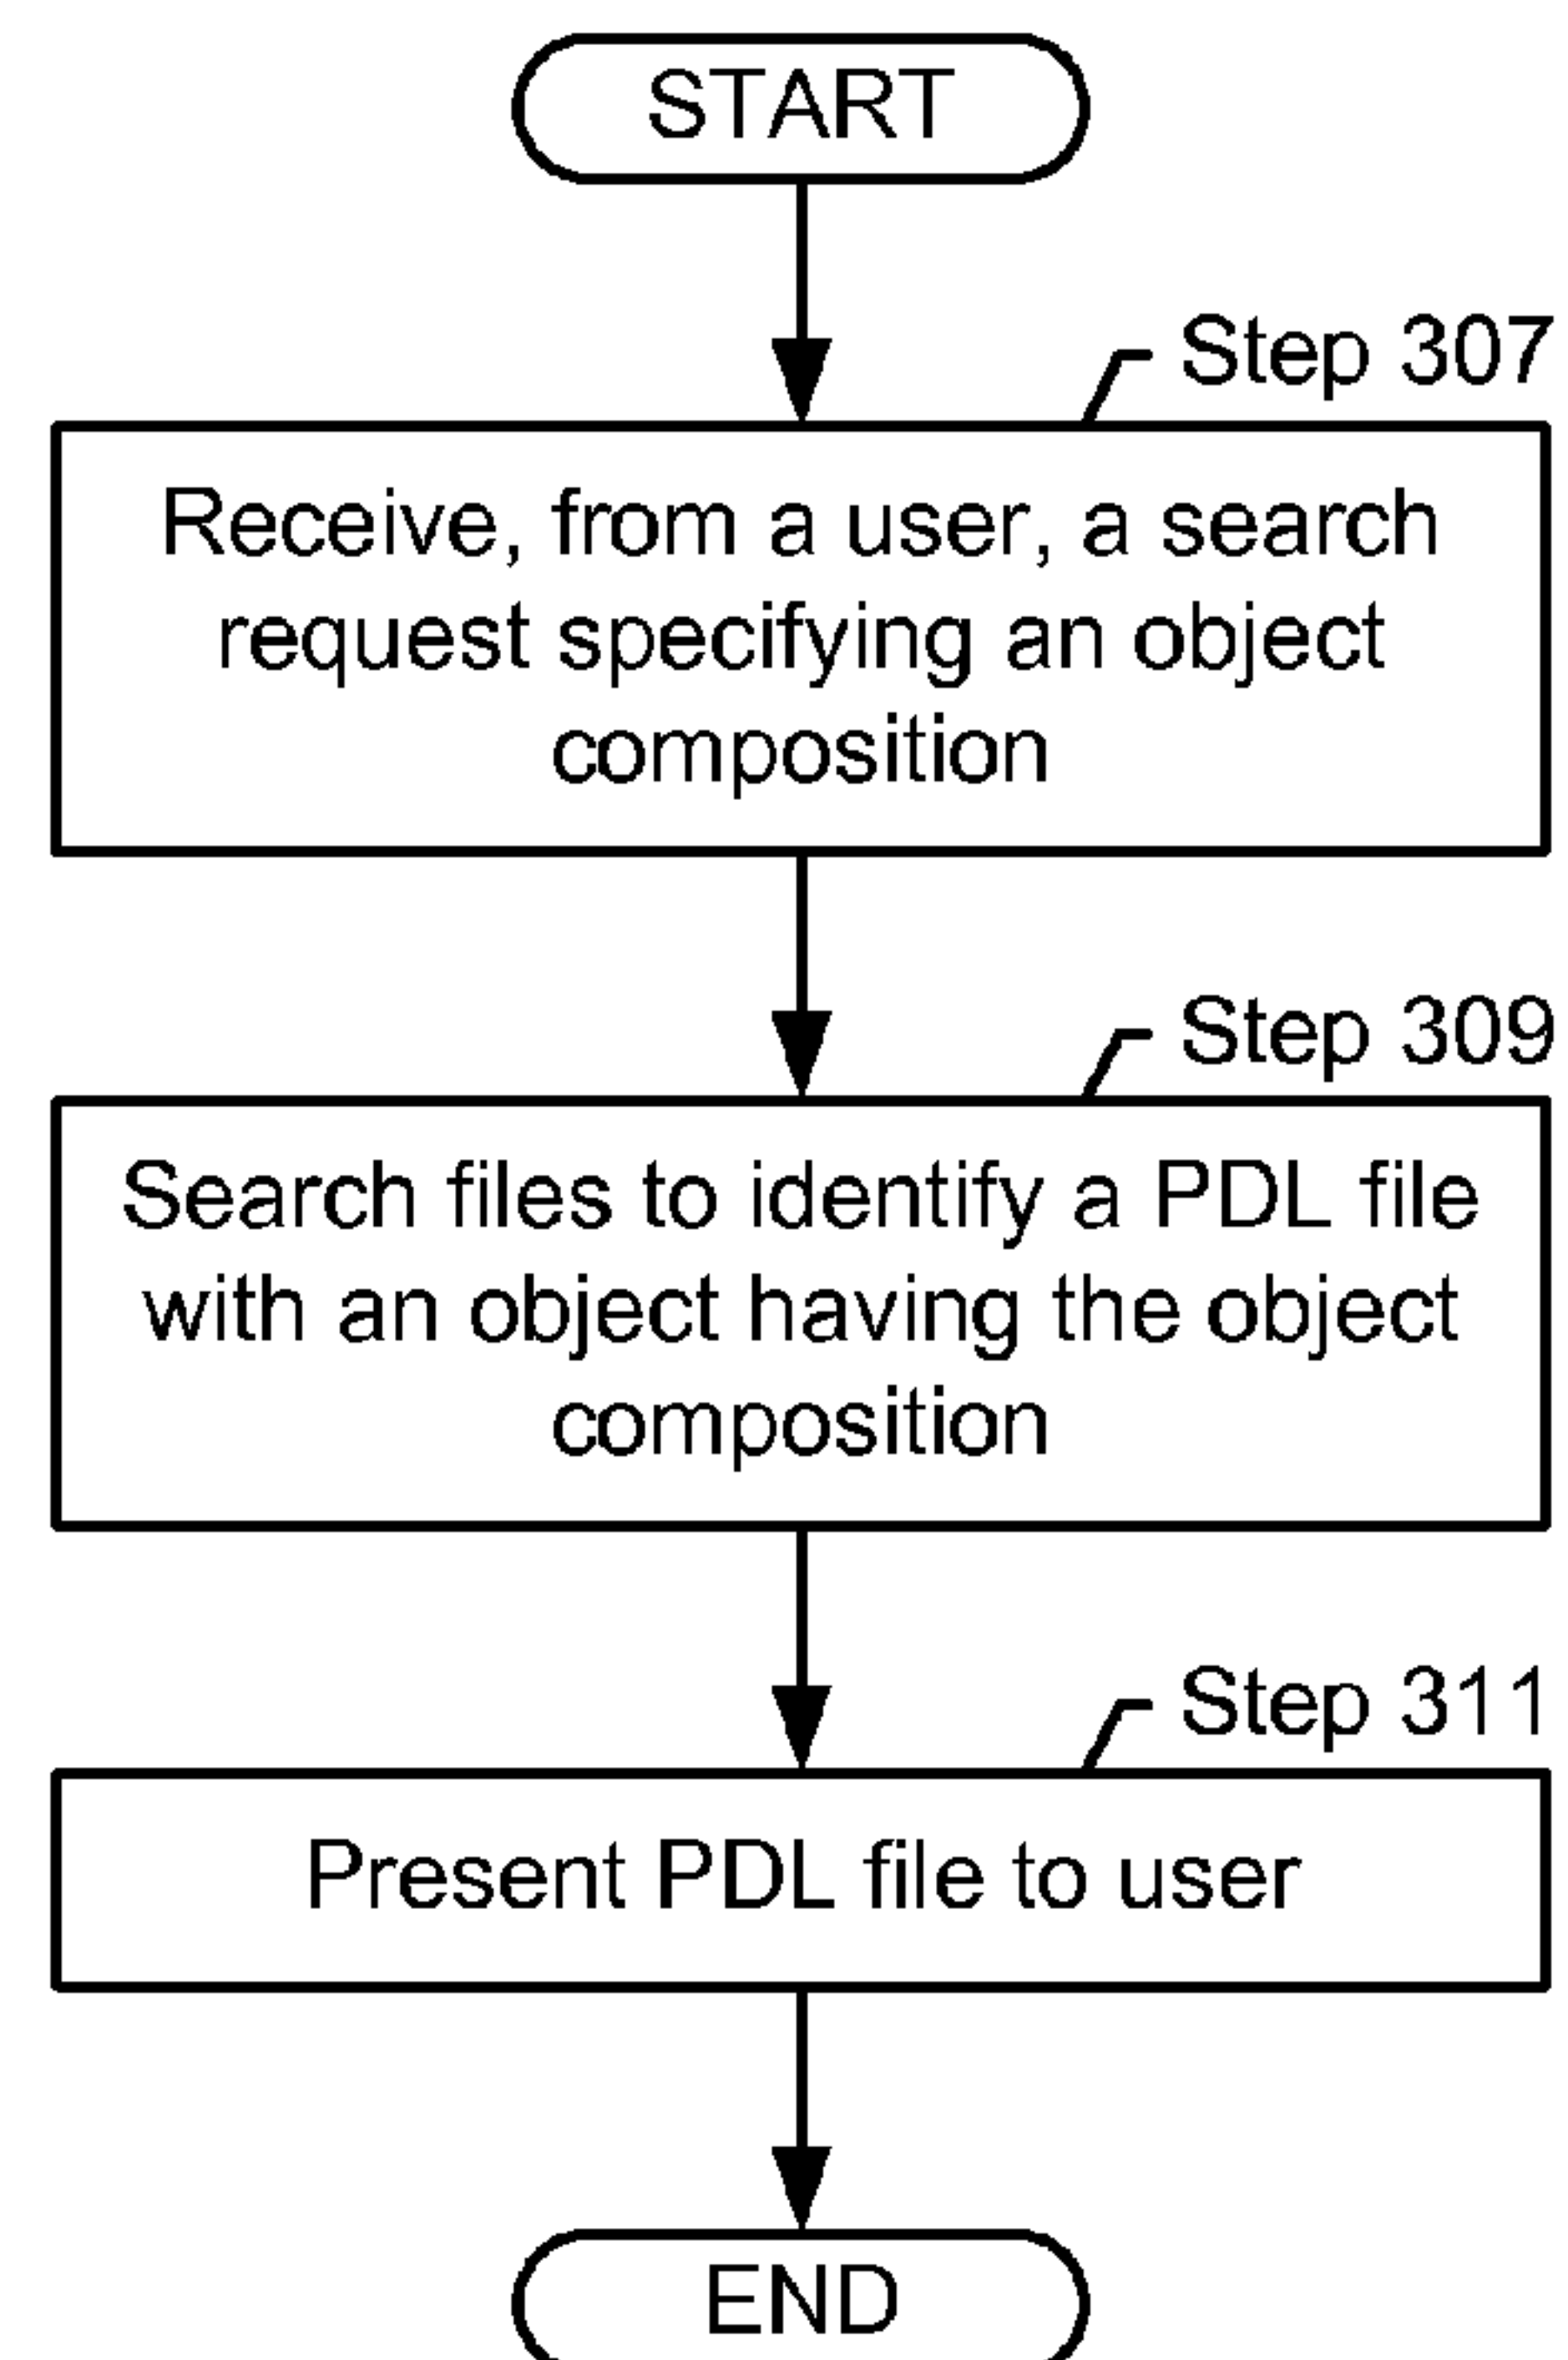 START
Step 307
Receive, from a user, a search
request specifying an object
composition
Step 309
Search files to identify a PDL file
with an object having the object
composition
Step 311
Present PDL file to user
END